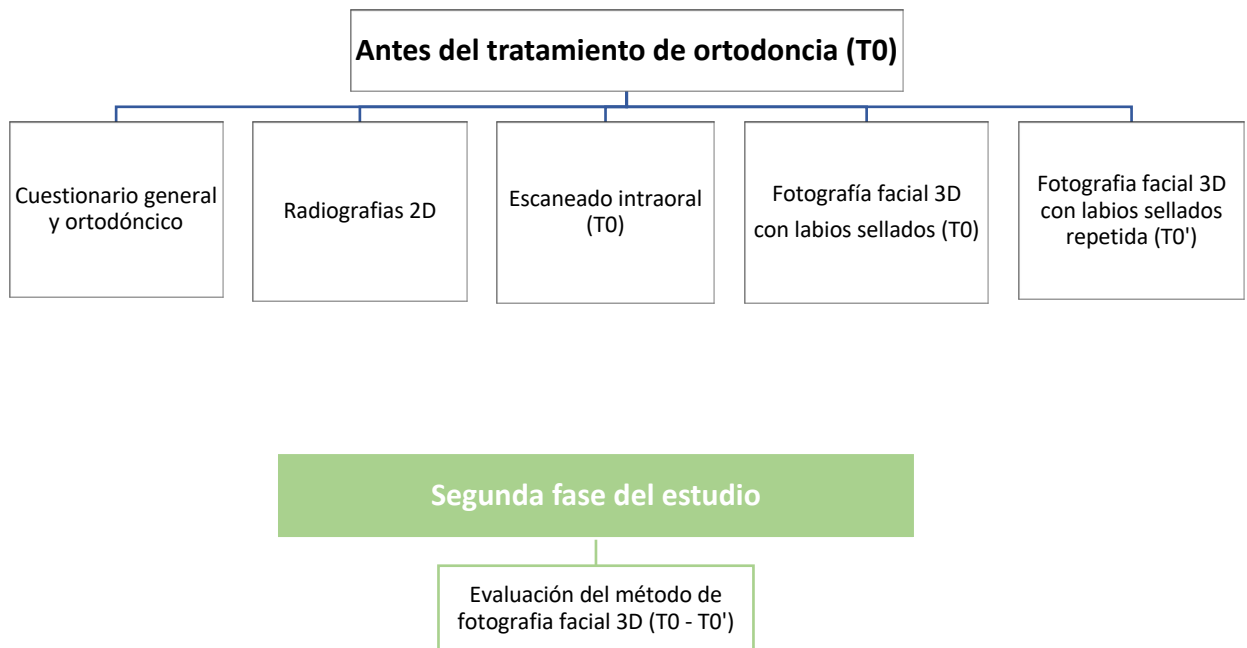 Antes del tratamiento de ortodoncia (T0)
Cuestionario general
y ortodóncico
Radiografias 2D
Escaneado intraoral
(T0)
Fotografía facial 3D
con labios sellados (T0)
Fotografia facial 3D
con labios sellados
repetida (T0')
Segunda fase del estudio
Evaluación del método de
fotografia facial 3D (T0 - T0')